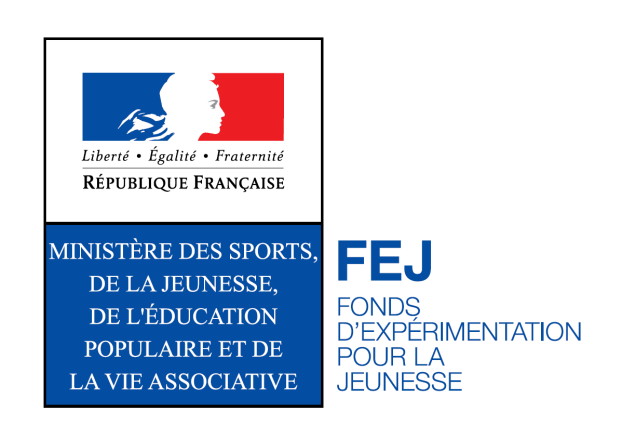 Liberté • Égalité • Fraternité
RÉPUBLIQUE FRANÇAISE
MINISTÈRE DES SPORTS,
DE LA JEUNESSE,
DE L'ÉDUCATION
POPULAIRE ET DE
LA VIE ASSOCIATIVE
FEJ
FONDS
D'EXPÉRIMENTATION
POUR LA
JEUNESSE